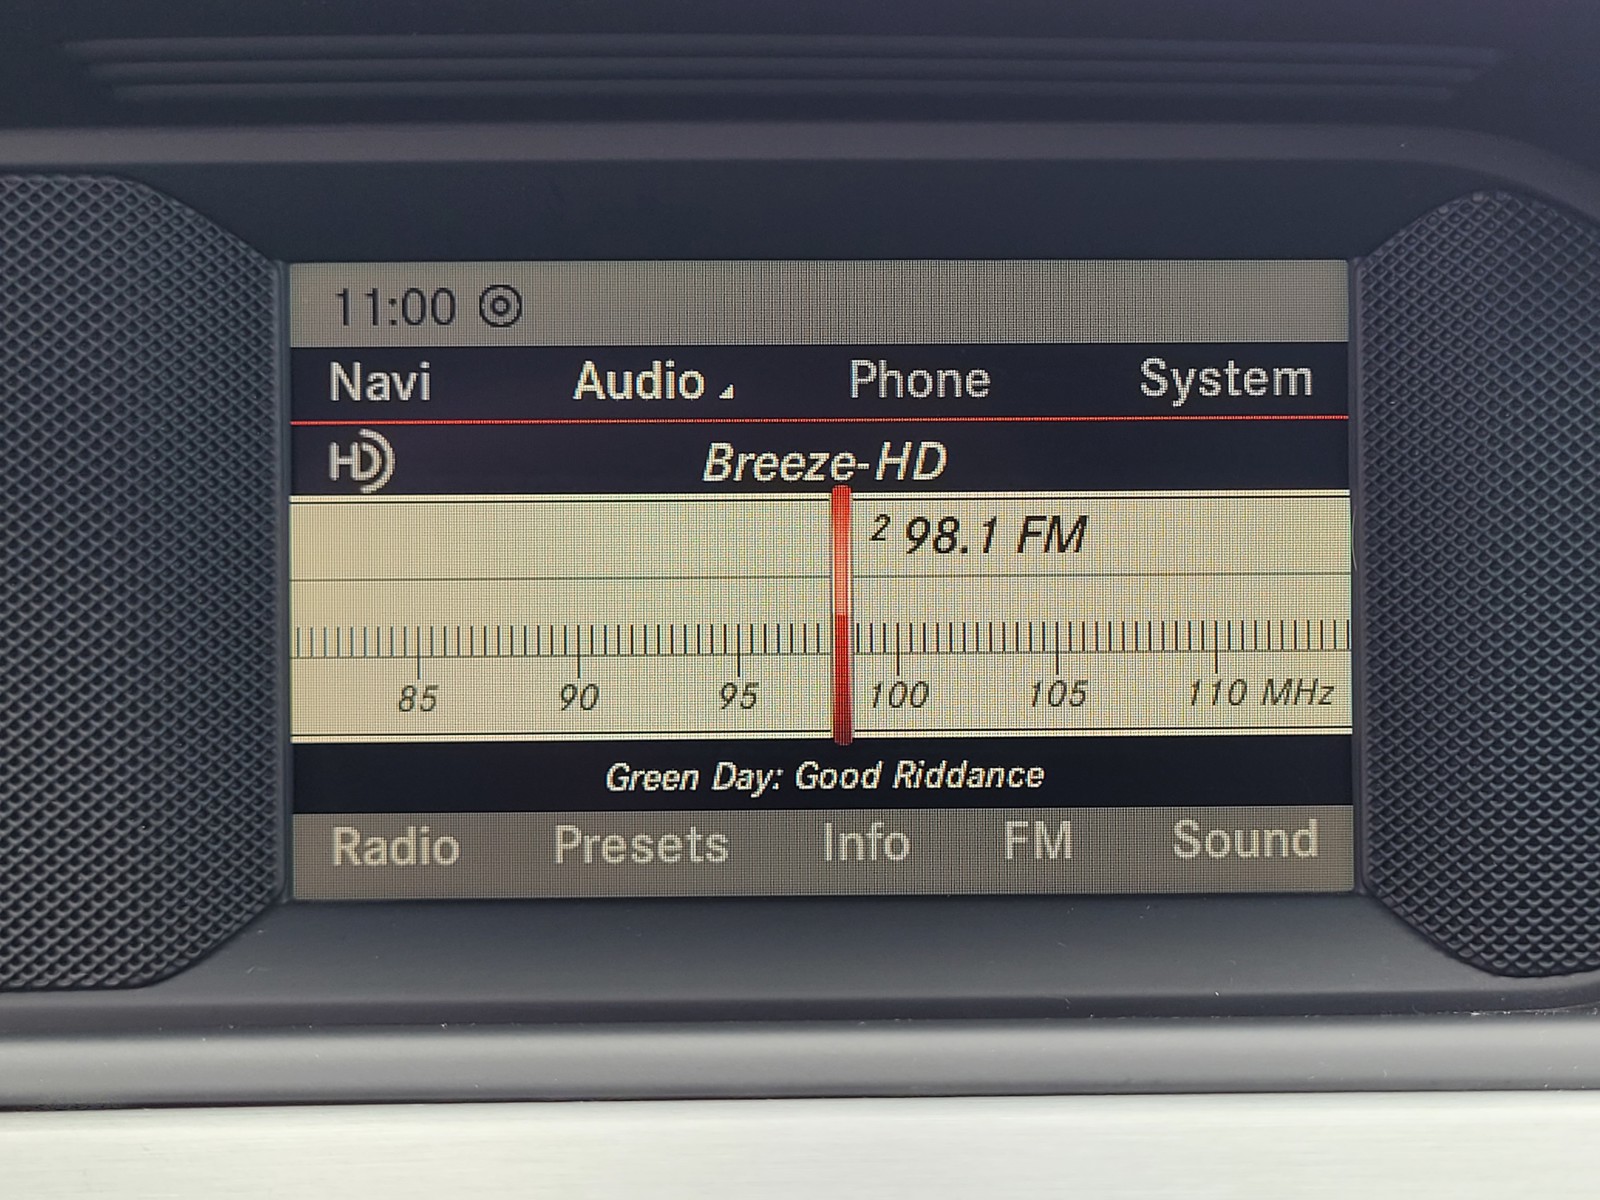 11:00
Navi Audio Phone System
HD Breeze-HD
2 98.1 FM
85 90 95 100 105 110 MHz
Green Day: Good Riddance
Radio Presets Info FM Sound